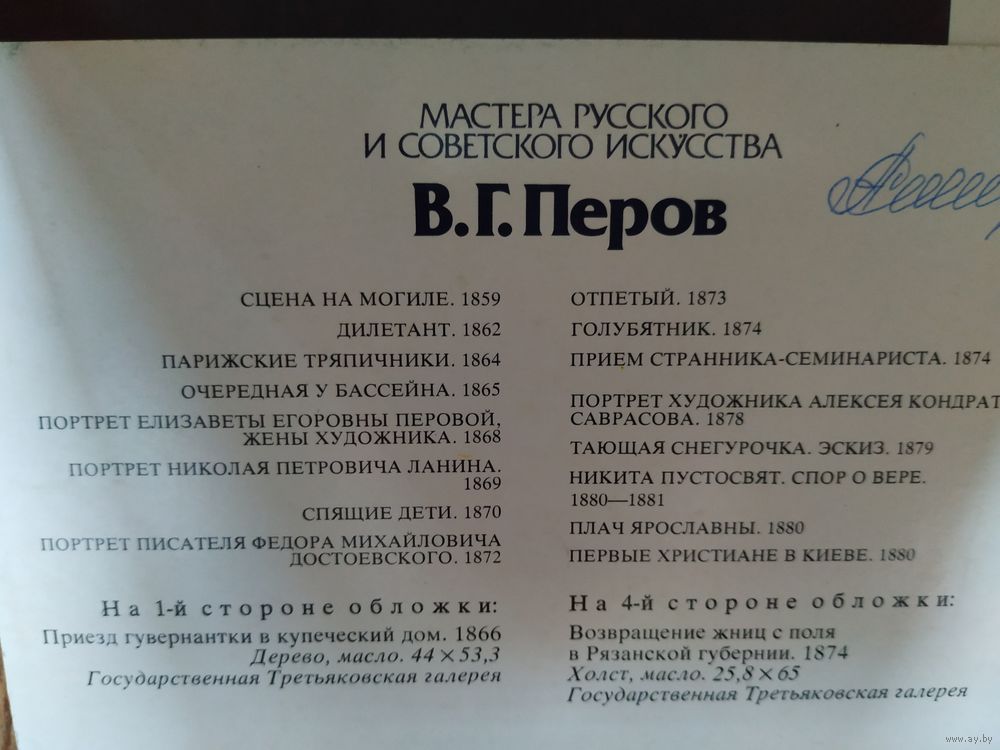 МАСТЕРА РУССКОГО
И СОВЕТСКОГО ИСКУССТВА
В.Г.Перов
СЦЕНА НА МОГИЛЕ. 1859
ДИЛЕТАНТ. 1862
ПАРИЖСКИЕ ТРЯПИЧНИКИ. 1864
ОЧЕРЕДНАЯ У БАССЕЙНА. 1865
ПОРТРЕТ ЕЛИЗАВЕТЫ ЕГОРОВНЫ ПЕРОВОЙ,
ЖЕНЫ ХУДОЖНИКА. 1868
ПОРТРЕТ НИКОЛАЯ ПЕТРОВИЧА ЛАНИНА.
1869
СПЯЩИЕ ДЕТИ. 1870
ПОРТРЕТ ПИСАТЕЛЯ ФЕДОРА МИХАЙЛОВИЧА
ДОСТОЕВСКОГО. 1872
На 1-й стороне обложки:
Приезд гувернантки в купеческий дом. 1866
Дерево, масло. 44 × 53,3
Государственная Третьяковская галерея
ОТПЕТЫЙ. 1873
ГОЛУБЯТНИК. 1874
ПРИЕМ СТРАННИКА-СЕМИНАРИСТА. 1874
ПОРТРЕТ ХУДОЖНИКА АЛЕКСЕЯ КОНДРАТ
САВРАСОВА. 1878
ТАЮЩАЯ СНЕГУРОЧКА. ЭСКИЗ. 1879
НИКИТА ПУСТОСВЯТ. СПОР О ВЕРЕ.
1880—1881
ПЛАЧ ЯРОСЛАВНЫ. 1880
ПЕРВЫЕ ХРИСТИАНЕ В КИЕВЕ. 1880
На 4-й стороне обложки:
Возвращение жниц с поля
в Рязанской губернии. 1874
Холст, масло. 25,8 × 65
Государственная Третьяковская галерея
www.ay.by